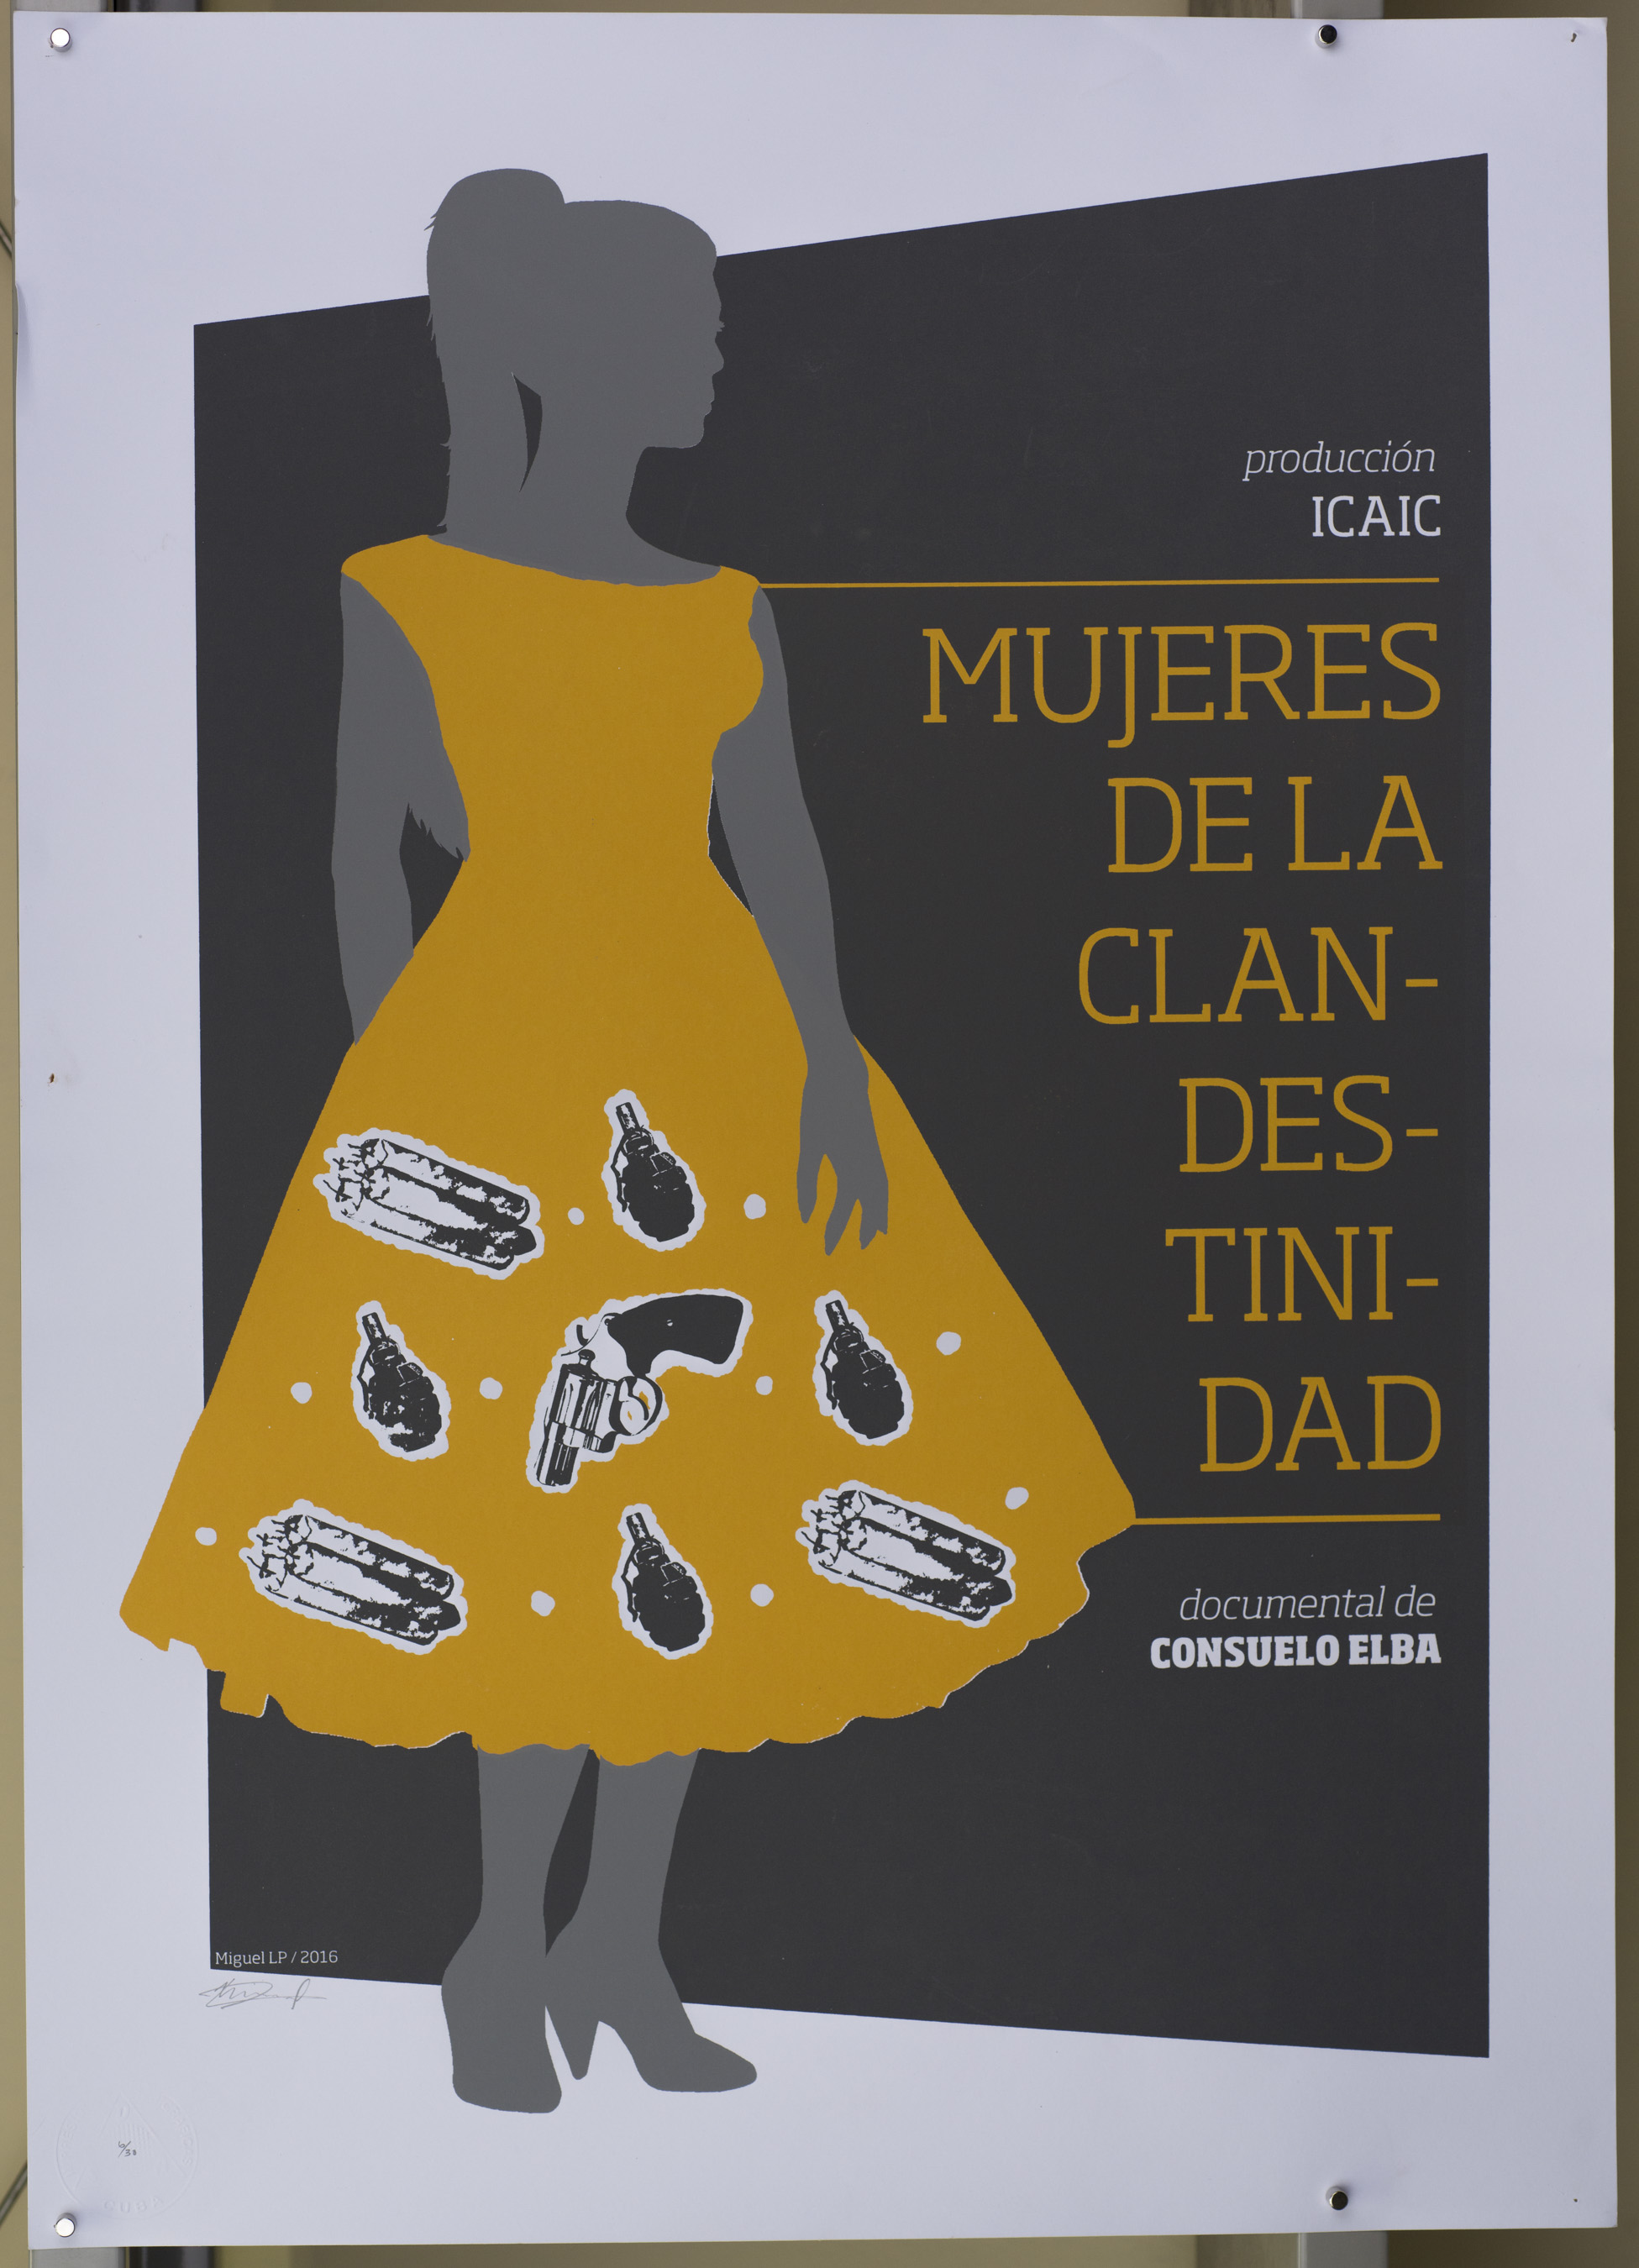 producción
ICAIC
MUJERES
DE LA
CLAN-
DES-
TINI-
DAD
documental de
CONSUELO ELBA
Miguel LP / 2016